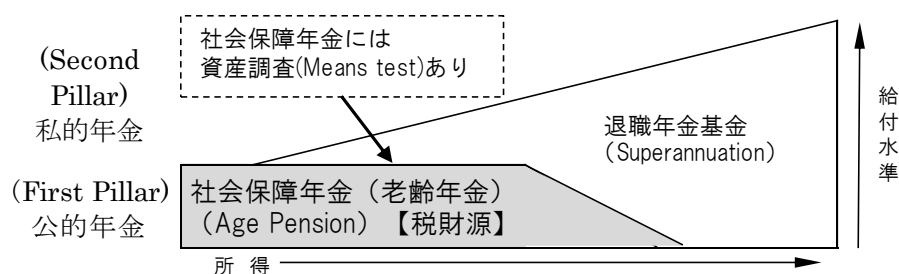 社会保障年金には
資産調査(Means test)あり
(Second
Pillar)
私的年金
退職年金基金
（Superannuation）
給付水準
(First Pillar)
公的年金
社会保障年金（老齢年金）
（Age Pension）【税財源】
所 得